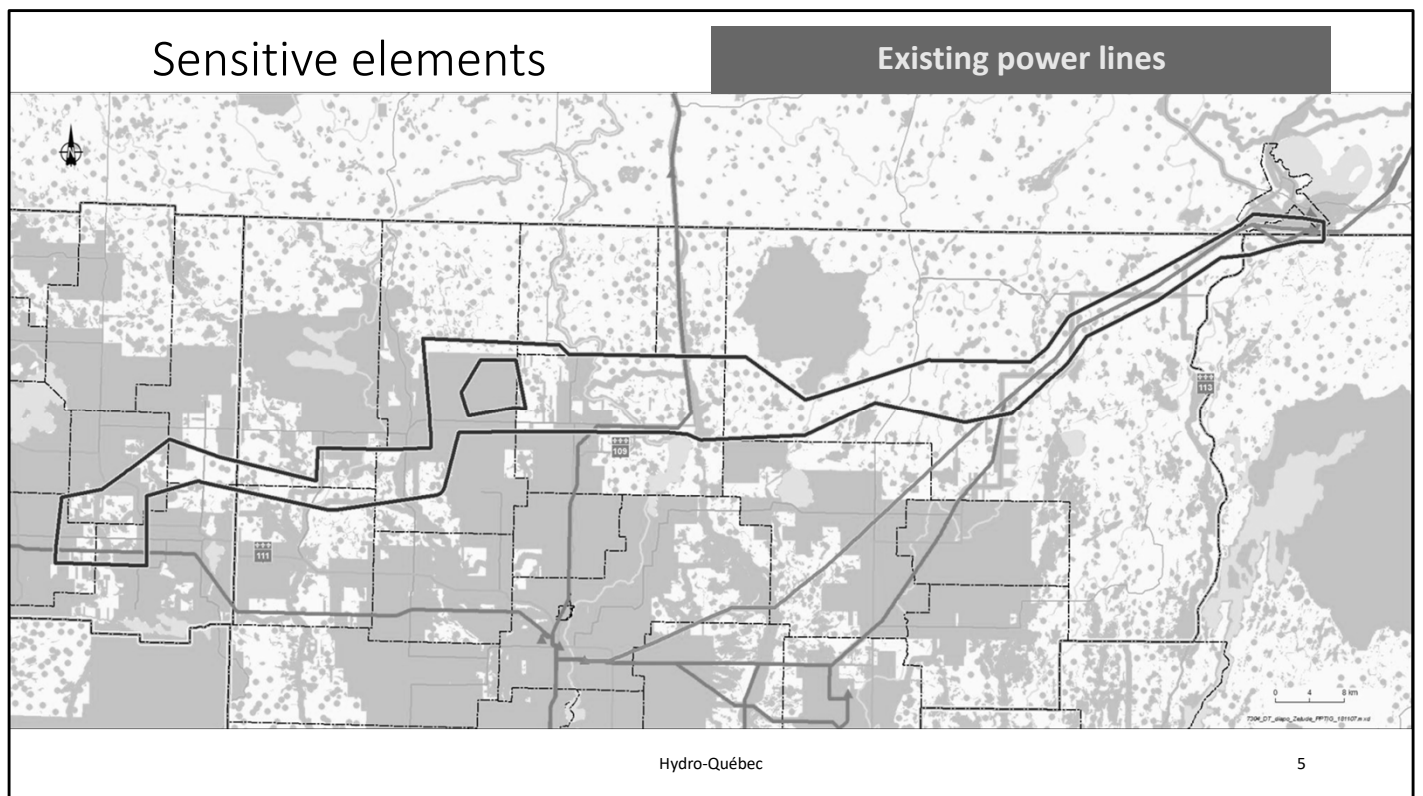 Sensitive elements
Existing power lines
113
109
111
0 4 8 km
Hydro-Québec
5